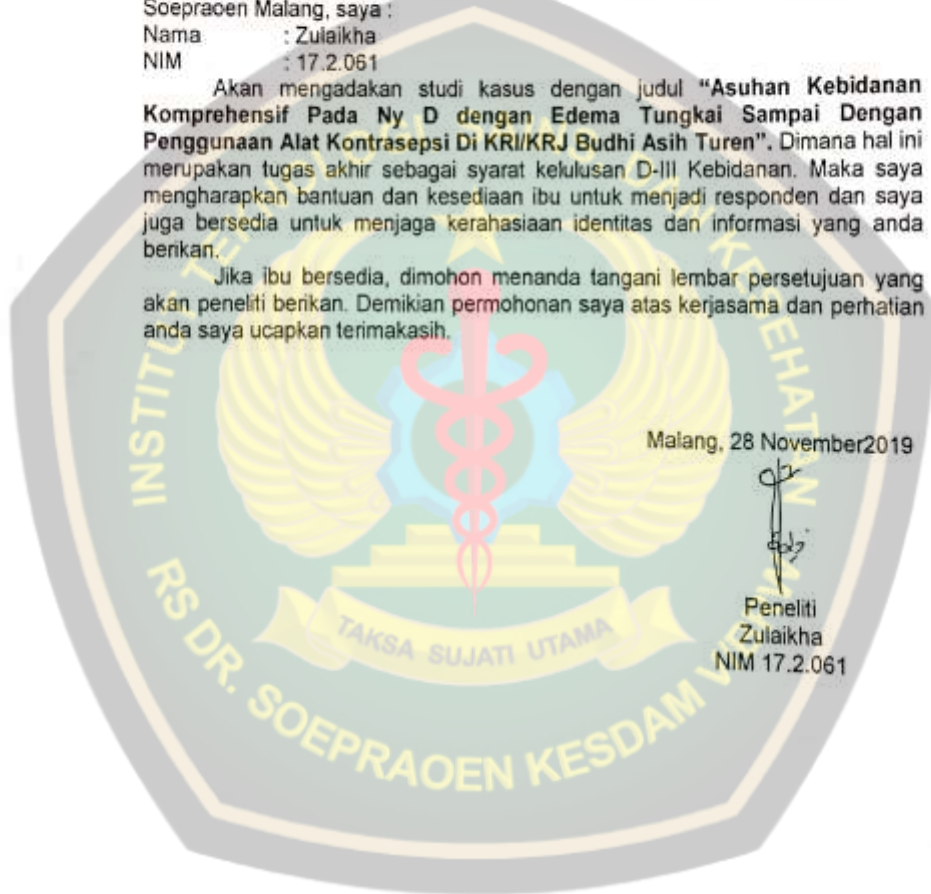 Soepraoen Malang, saya :
Nama : Zulaikha
NIM : 17.2.061
Akan mengadakan studi kasus dengan judul “Asuhan Kebidanan
Komprehensif Pada Ny D dengan Edema Tungkai Sampai Dengan
Penggunaan Alat Kontrasepsi Di KRI/KRJ Budhi Asih Turen”. Dimana hal ini
merupakan tugas akhir sebagai syarat kelulusan D-III Kebidanan. Maka saya
mengharapkan bantuan dan kesediaan ibu untuk menjadi responden dan saya
juga bersedia untuk menjaga kerahasiaan identitas dan informasi yang anda
berikan.
Jika ibu bersedia, dimohon menanda tangani lembar persetujuan yang
akan peneliti berikan. Demikian permohonan saya atas kerjasama dan perhatian
anda saya ucapkan terimakasih.
Malang, 28 November2019
Peneliti
Zulaikha
NIM 17.2.061
INSTITUT TEKNOLOGI SAINS DAN KESEHATAN
TAKSA SUJATI UTAMA
RS DR. SOEPRAOEN KESDAM